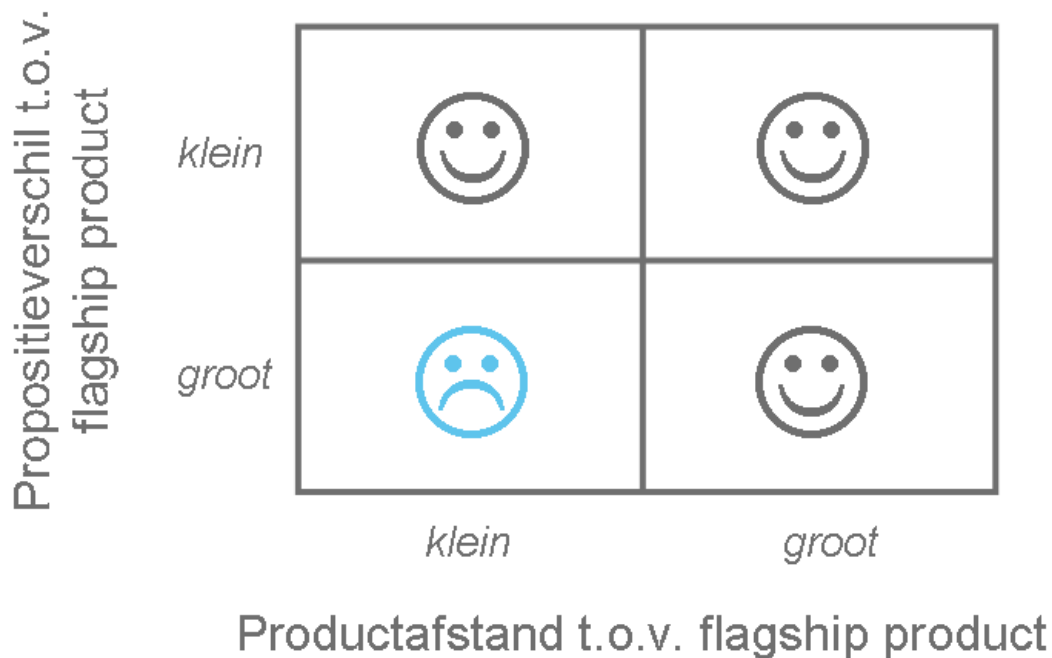 Propositieverschil t.o.v.
flagship product
klein
groot
klein
groot
Productafstand t.o.v. flagship product